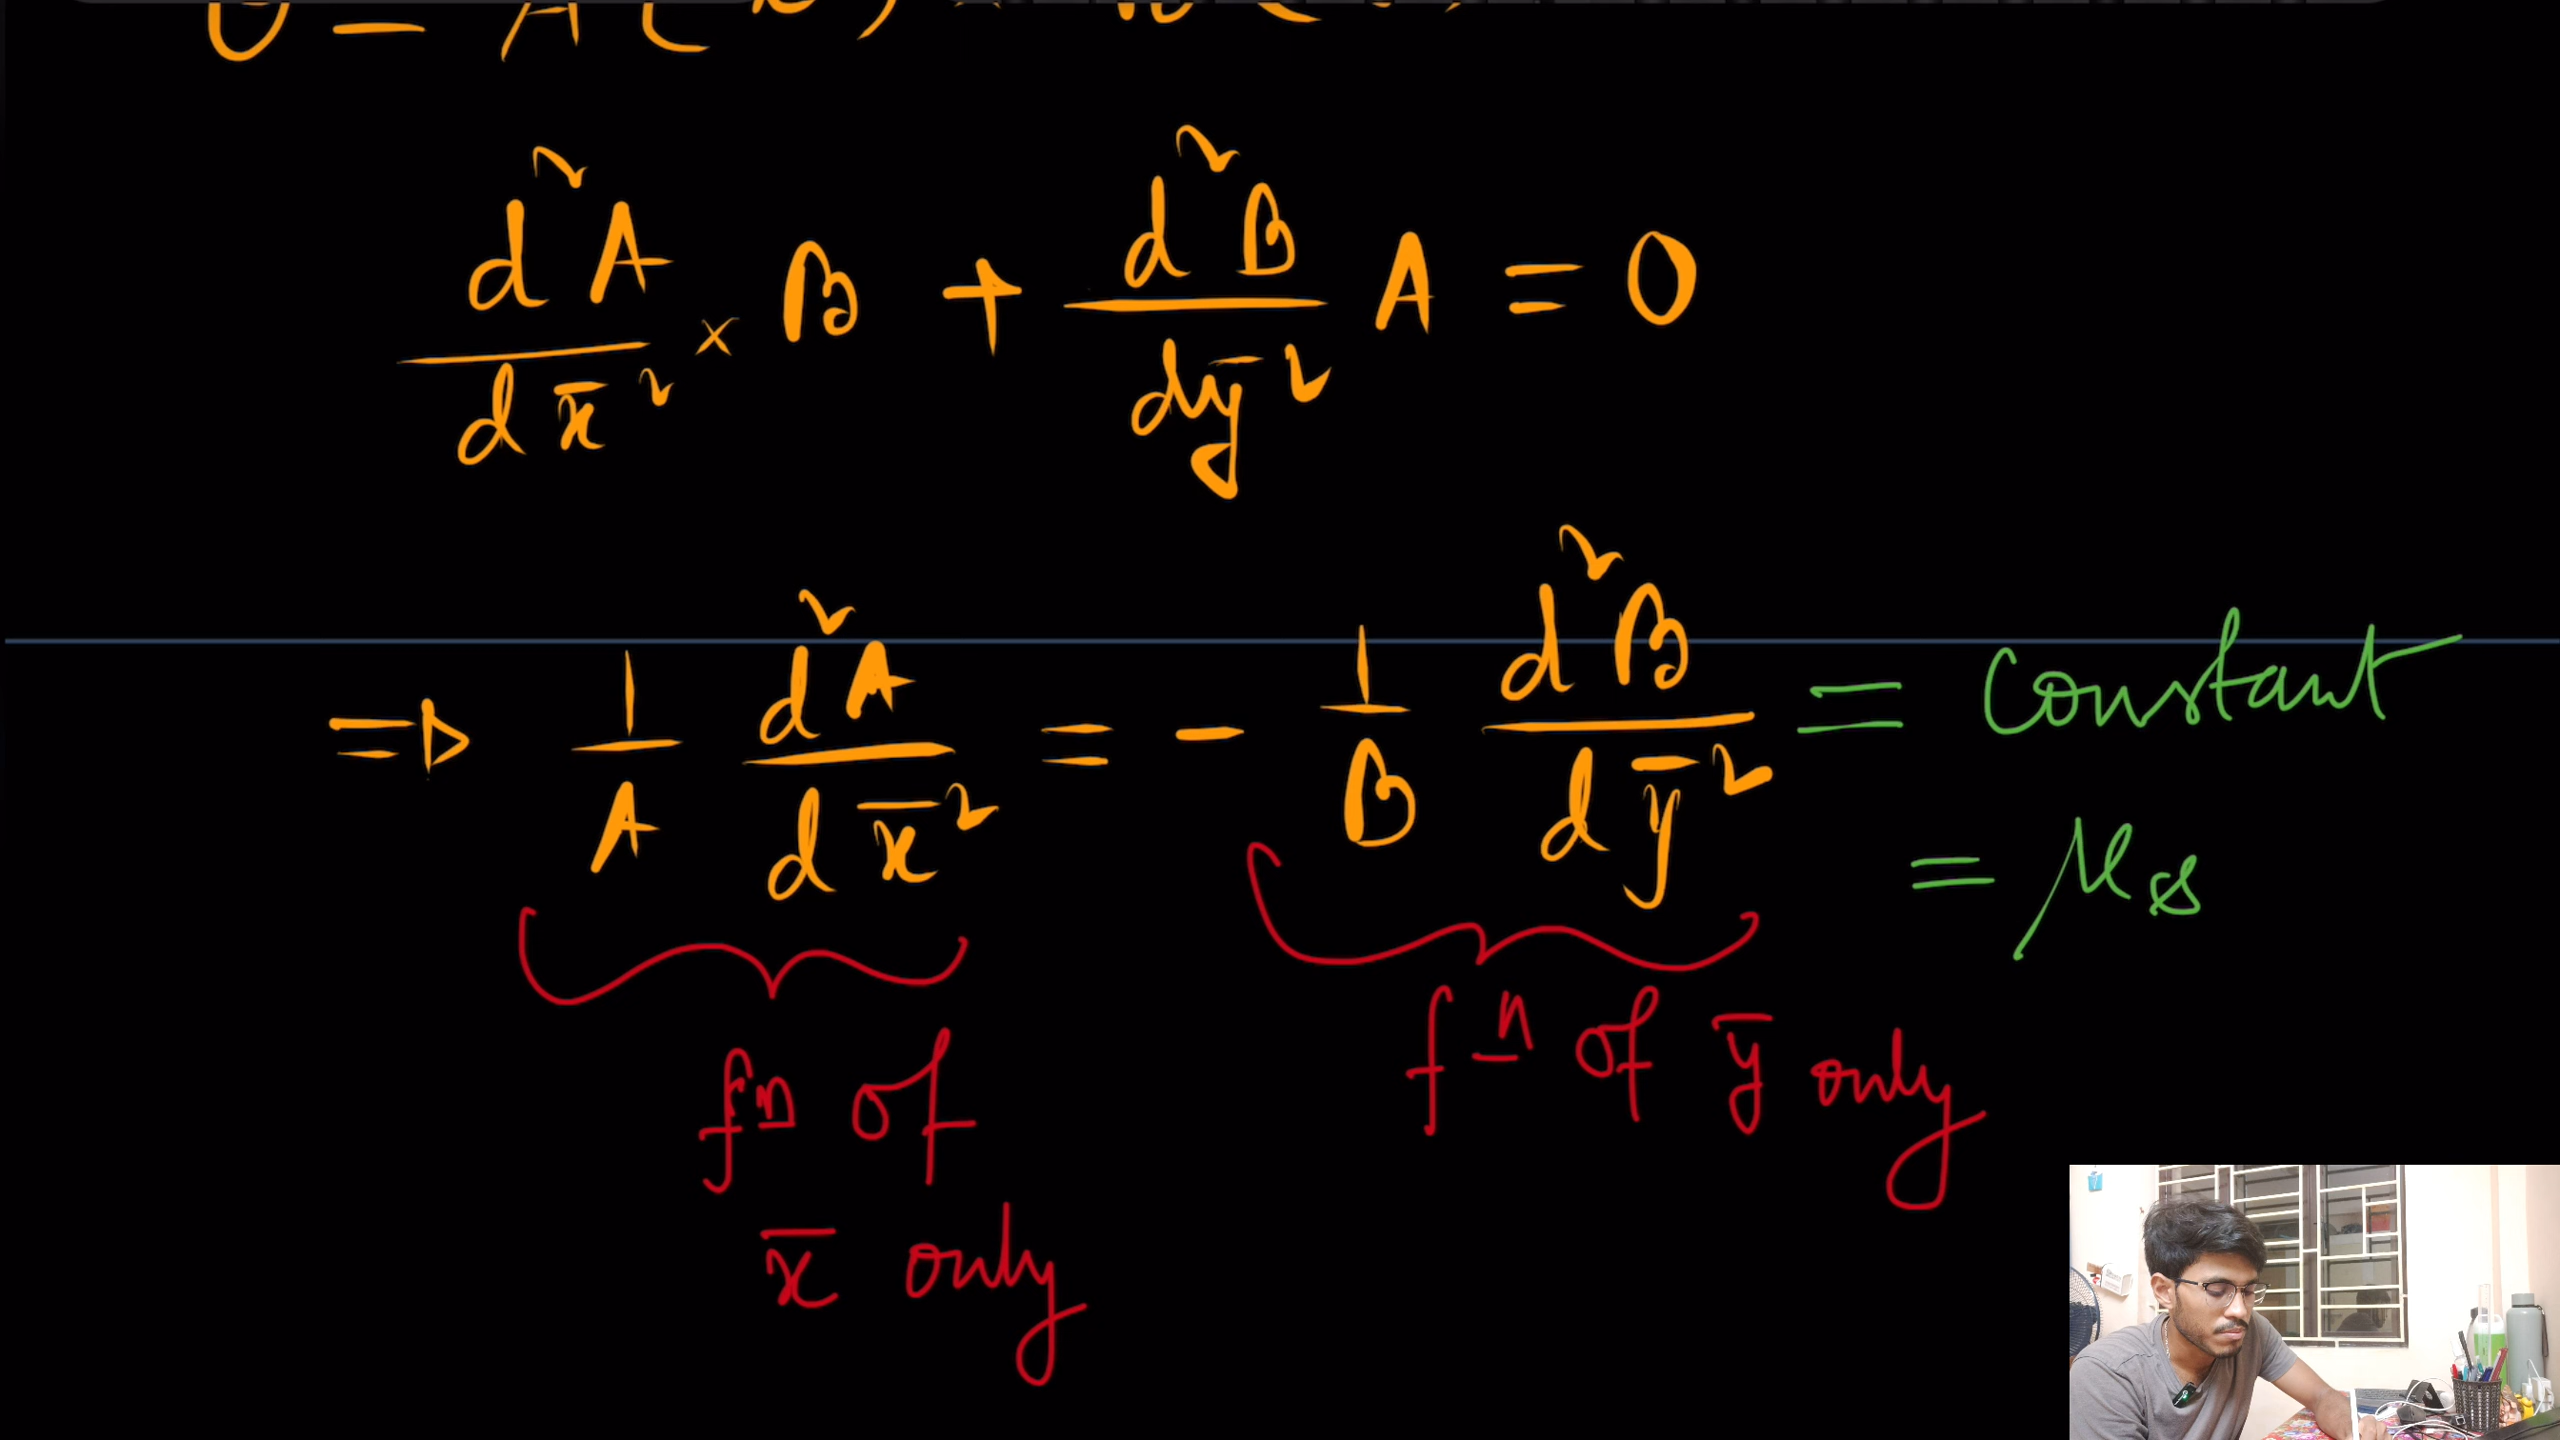 d²A/dx̄² × B + d²B/dȳ² A = 0
⇒ 1/A d²A/dx̄² = - 1/B d²B/dȳ² = constant
= μs
fⁿ of x̄ only
fⁿ of ȳ only